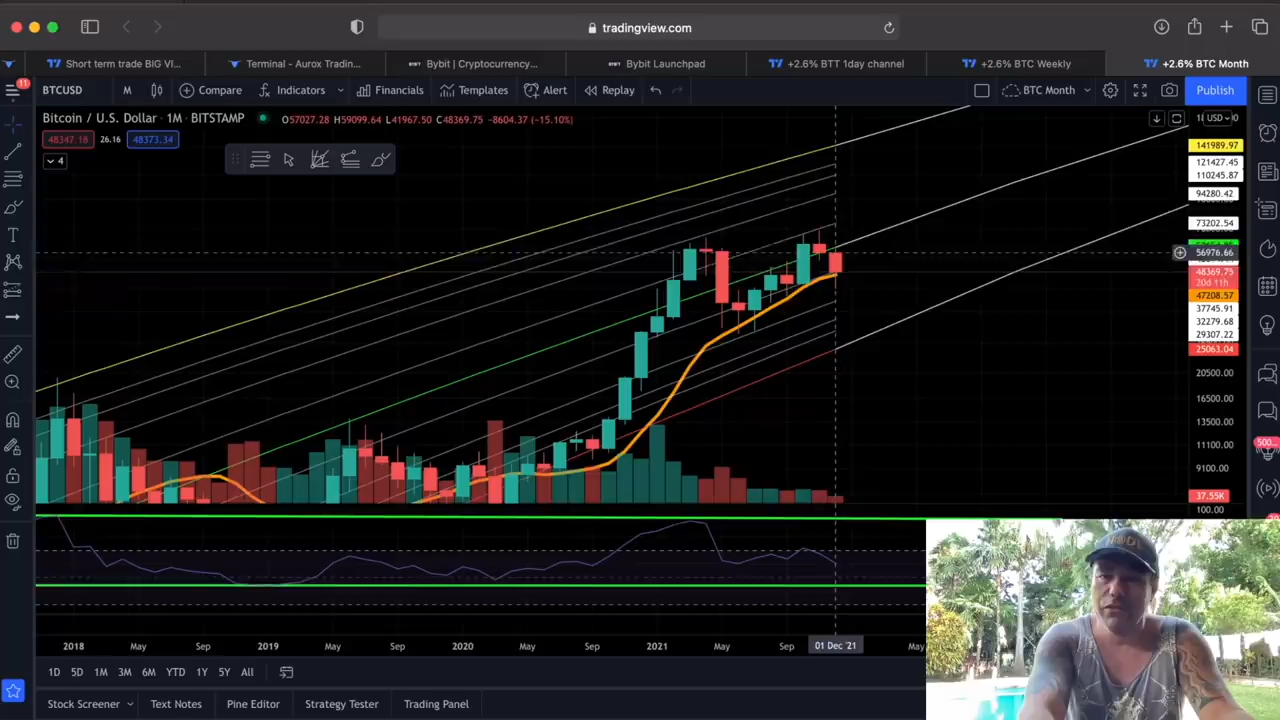 tradingview.com
Short term trade BIG VI...
Terminal - Aurox Tradin...
Bybit | Cryptocurrency...
Bybit Launchpad
+2.6% BTT 1day channel
+2.6% BTC Weekly
+2.6% BTC Month
11
BTCUSD
M
Compare
Indicators
Financials
Templates
Alert
Replay
BTC Month
Publish
Bitcoin / U.S. Dollar · 1M · BITSTAMP
O57027.28 H59099.64 L41967.50 C48369.75 -8604.37 (-15.10%)
USD
48347.18
26.16
48373.34
4
141989.97
121427.45
110245.87
94280.42
73202.54
56976.66
48369.75
20d 11h
47208.57
37745.91
32279.68
29307.22
25063.04
20500.00
16500.00
13500.00
11100.00
9100.00
37.55K
100.00
500...
2018
May
Sep
2019
May
Sep
2020
May
Sep
2021
May
Sep
01 Dec '21
May
1D
5D
1M
3M
6M
YTD
1Y
5Y
All
Stock Screener
Text Notes
Pine Editor
Strategy Tester
Trading Panel